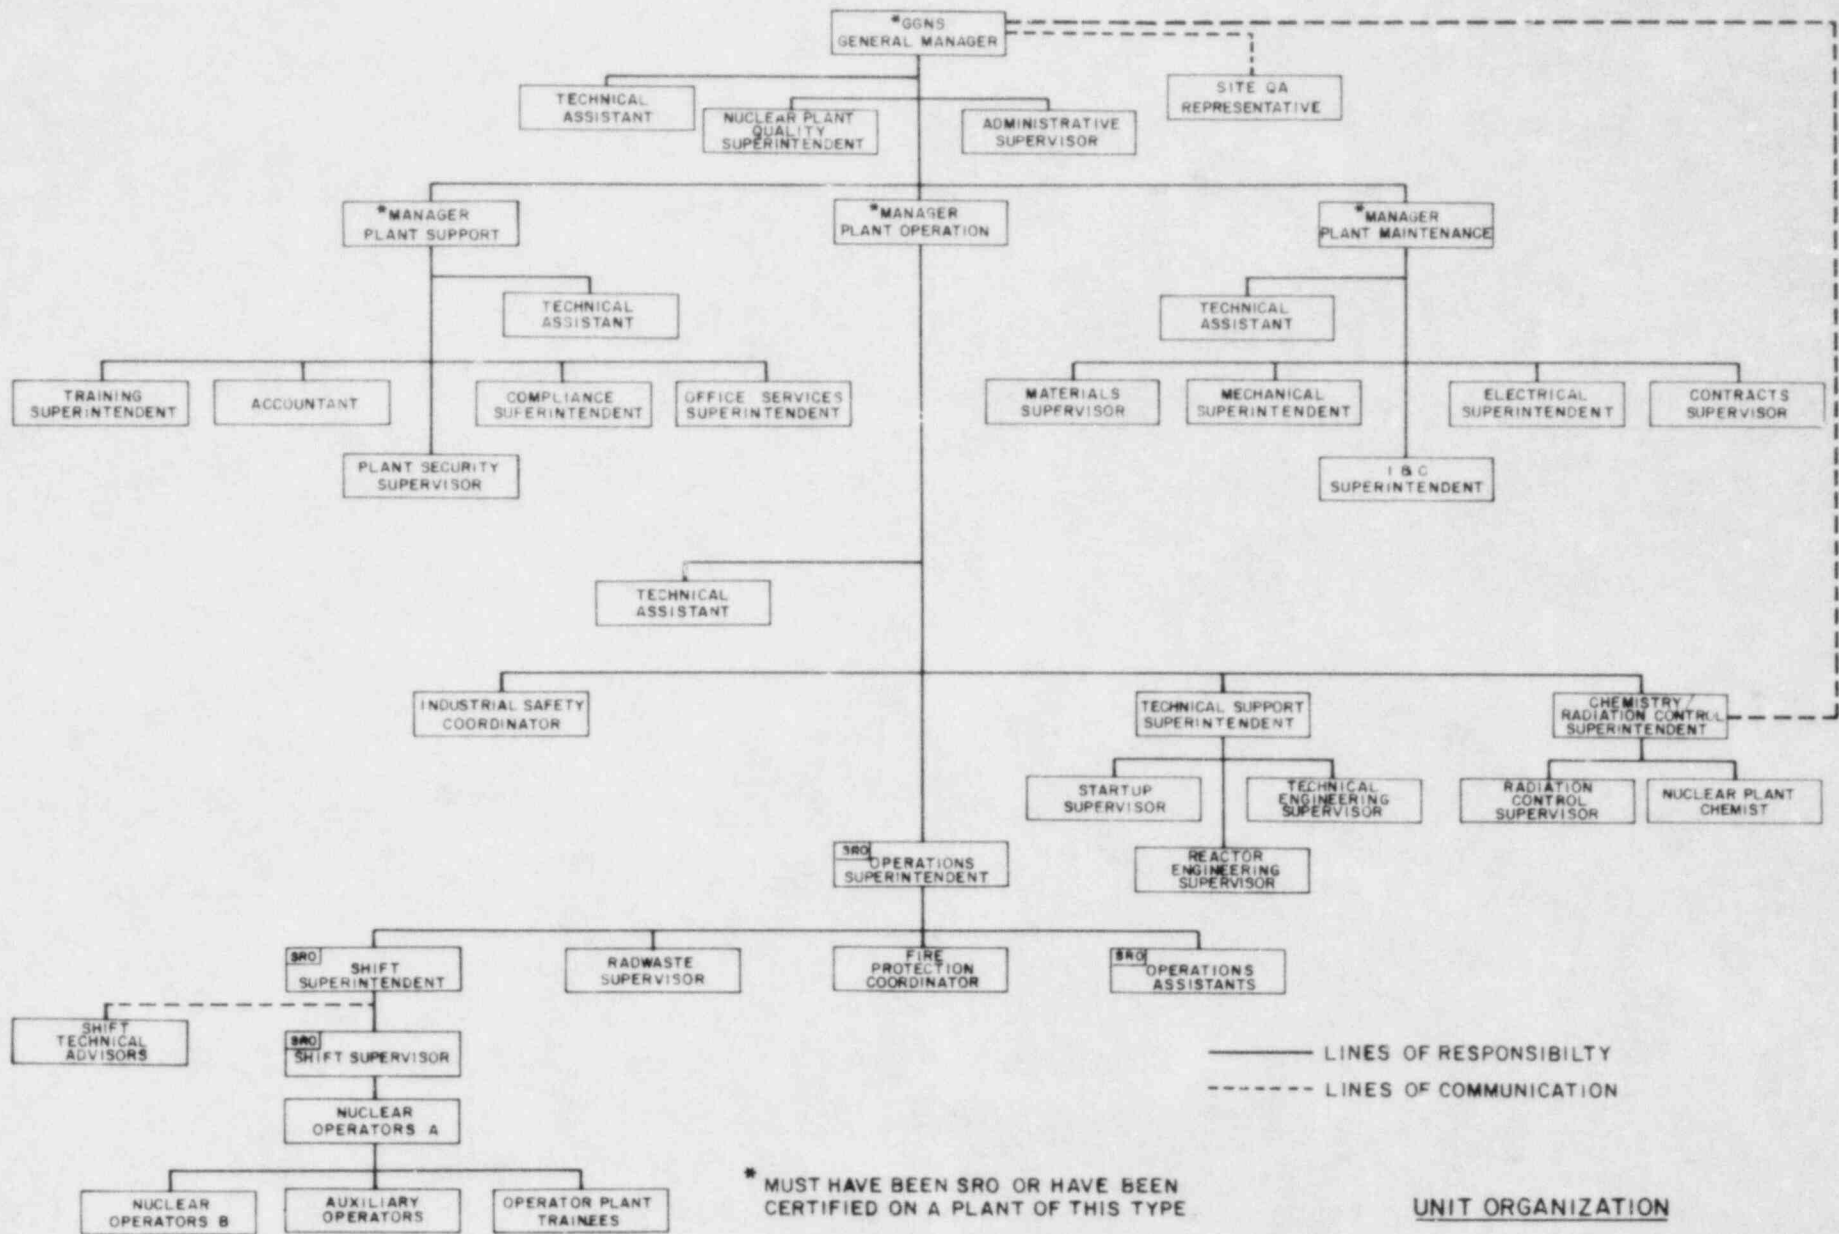 *GGNS
GENERAL MANAGER
TECHNICAL
ASSISTANT
NUCLEAR PLANT
QUALITY
SUPERINTENDENT
ADMINISTRATIVE
SUPERVISOR
SITE QA
REPRESENTATIVE
*MANAGER
PLANT SUPPORT
*MANAGER
PLANT OPERATION
*MANAGER
PLANT MAINTENANCE
TECHNICAL
ASSISTANT
TECHNICAL
ASSISTANT
TRAINING
SUPERINTENDENT
ACCOUNTANT
COMPLIANCE
SUPERINTENDENT
OFFICE SERVICES
SUPERINTENDENT
MATERIALS
SUPERVISOR
MECHANICAL
SUPERINTENDENT
ELECTRICAL
SUPERINTENDENT
CONTRACTS
SUPERVISOR
PLANT SECURITY
SUPERVISOR
I & C
SUPERINTENDENT
TECHNICAL
ASSISTANT
INDUSTRIAL SAFETY
COORDINATOR
TECHNICAL SUPPORT
SUPERINTENDENT
CHEMISTRY/
RADIATION CONTROL
SUPERINTENDENT
STARTUP
SUPERVISOR
TECHNICAL
ENGINEERING
SUPERVISOR
RADIATION
CONTROL
SUPERVISOR
NUCLEAR PLANT
CHEMIST
SRO
OPERATIONS
SUPERINTENDENT
REACTOR
ENGINEERING
SUPERVISOR
SRO
SHIFT
SUPERINTENDENT
RADWASTE
SUPERVISOR
FIRE
PROTECTION
COORDINATOR
SRO
OPERATIONS
ASSISTANTS
SHIFT
TECHNICAL
ADVISORS
SRO
SHIFT SUPERVISOR
LINES OF RESPONSIBILTY
LINES OF COMMUNICATION
NUCLEAR
OPERATORS A
NUCLEAR
OPERATORS B
AUXILIARY
OPERATORS
OPERATOR PLANT
TRAINEES
* MUST HAVE BEEN SRO OR HAVE BEEN
CERTIFIED ON A PLANT OF THIS TYPE
UNIT ORGANIZATION